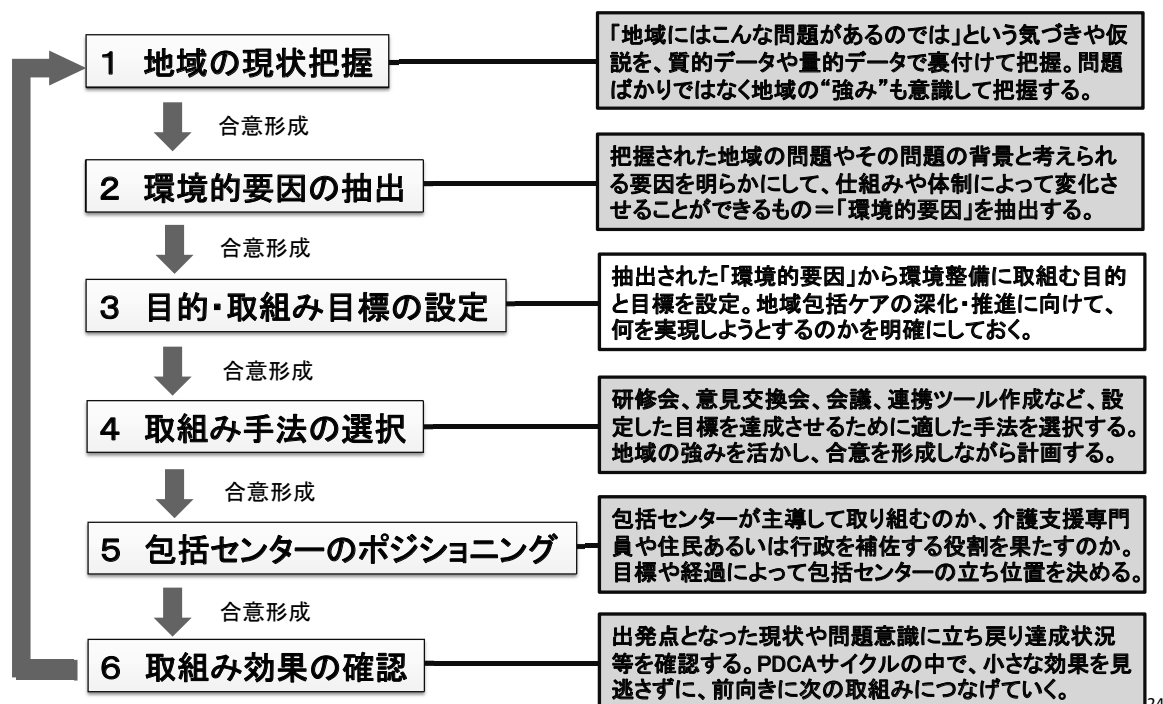 1 地域の現状把握
「地域にはこんな問題があるのでは」という気づきや仮
説を、質的データや量的データで裏付けて把握。問題
ばかりではなく地域の“強み”も意識して把握する。
合意形成
2 環境的要因の抽出
把握された地域の問題やその問題の背景と考えられ
る要因を明らかにして、仕組みや体制によって変化さ
せることができるもの＝「環境的要因」を抽出する。
合意形成
3 目的・取組み目標の設定
抽出された「環境的要因」から環境整備に取組む目的
と目標を設定。地域包括ケアの深化・推進に向けて、
何を実現しようとするのかを明確にしておく。
合意形成
4 取組み手法の選択
研修会、意見交換会、会議、連携ツール作成など、設
定した目標を達成させるために適した手法を選択する。
地域の強みを活かし、合意を形成しながら計画する。
合意形成
5 包括センターのポジショニング
包括センターが主導して取り組むのか、介護支援専門
員や住民あるいは行政を補佐する役割を果たすのか。
目標や経過によって包括センターの立ち位置を決める。
合意形成
6 取組み効果の確認
出発点となった現状や問題意識に立ち戻り達成状況
等を確認する。PDCAサイクルの中で、小さな効果を見
逃さずに、前向きに次の取組みにつなげていく。
24